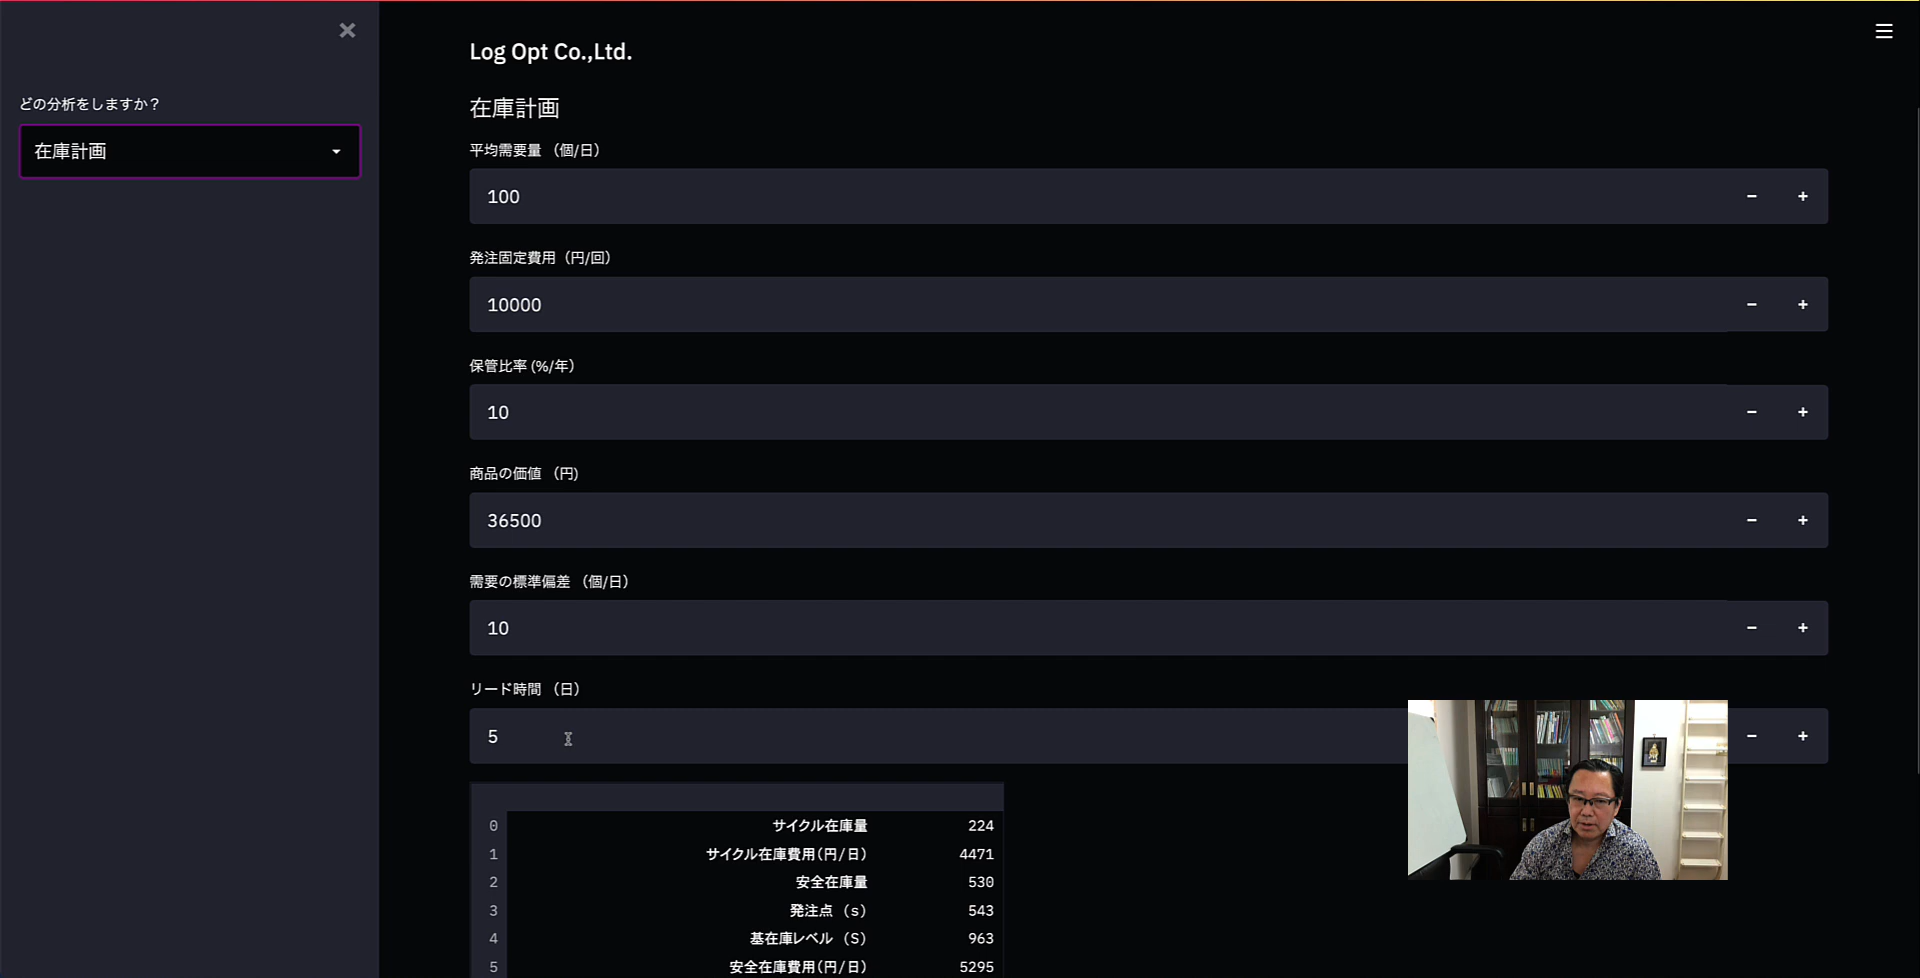 Log Opt Co.,Ltd.
どの分析をしますか？
在庫計画
在庫計画
平均需要量 （個/日）
100
発注固定費用（円/回）
10000
保管比率 (%/年）
10
商品の価値 （円)
36500
需要の標準偏差 （個/日）
10
リード時間 （日）
5
0 サイクル在庫量 224
1 サイクル在庫費用(円/日) 4471
2 安全在庫量 530
3 発注点 (s) 543
4 基在庫レベル (S) 963
5 安全在庫費用(円/日) 5295